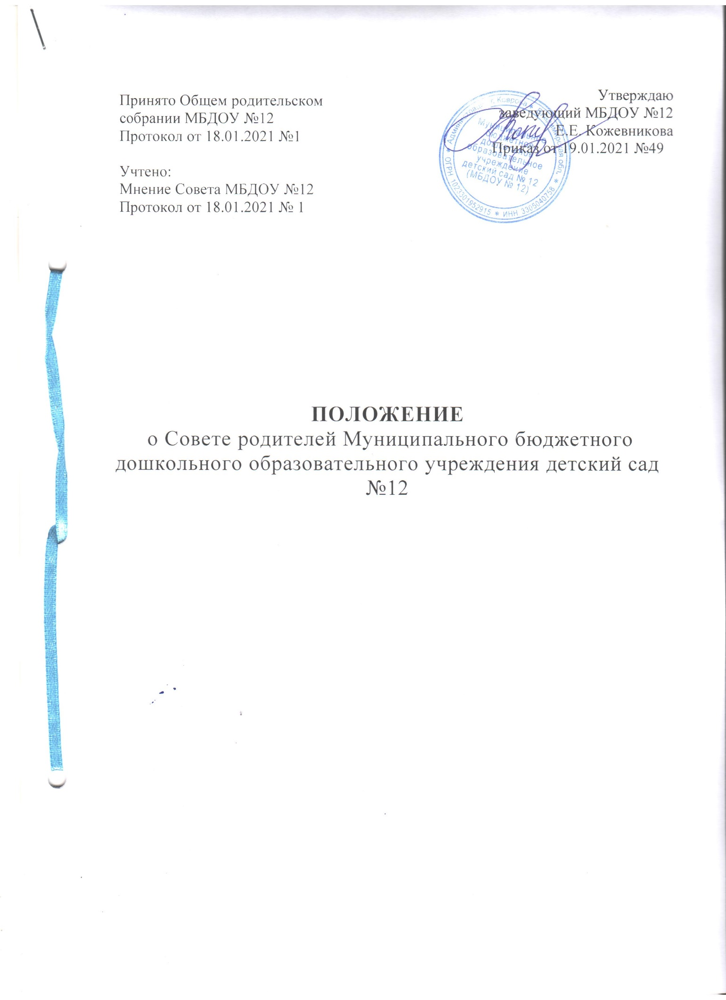 Принято Общем родительском
собрании МБДОУ №12
Протокол от 18.01.2021 №1
Учтено:
Мнение Совета МБДОУ №12
Протокол от 18.01.2021 № 1
Утверждаю
заведующий МБДОУ №12
Е.Е. Кожевникова
Приказ от 19.01.2021 №49
Муниципальное
бюджетное
дошкольное
образовательное
учреждение
детский сад № 12
(МБДОУ № 12)
г. Коврова * Владимирская обл. *
ОГРН 1023301952915 * ИНН 3305040758
ПОЛОЖЕНИЕ
о Совете родителей Муниципального бюджетного
дошкольного образовательного учреждения детский сад
№12